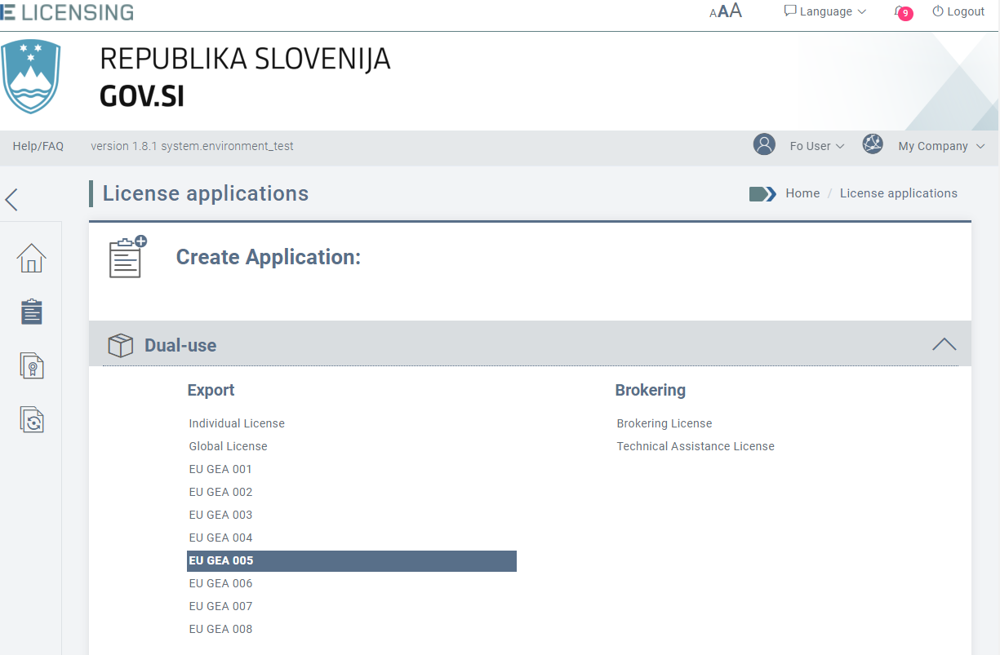 E LICENSING
AAA Language 9 Logout
REPUBLIKA SLOVENIJA
GOV.SI
Help/FAQ version 1.8.1 system.environment_test Fo User My Company
License applications Home / License applications
Create Application:
Dual-use
Export Brokering
Individual License Brokering License
Global License Technical Assistance License
EU GEA 001
EU GEA 002
EU GEA 003
EU GEA 004
EU GEA 005
EU GEA 006
EU GEA 007
EU GEA 008